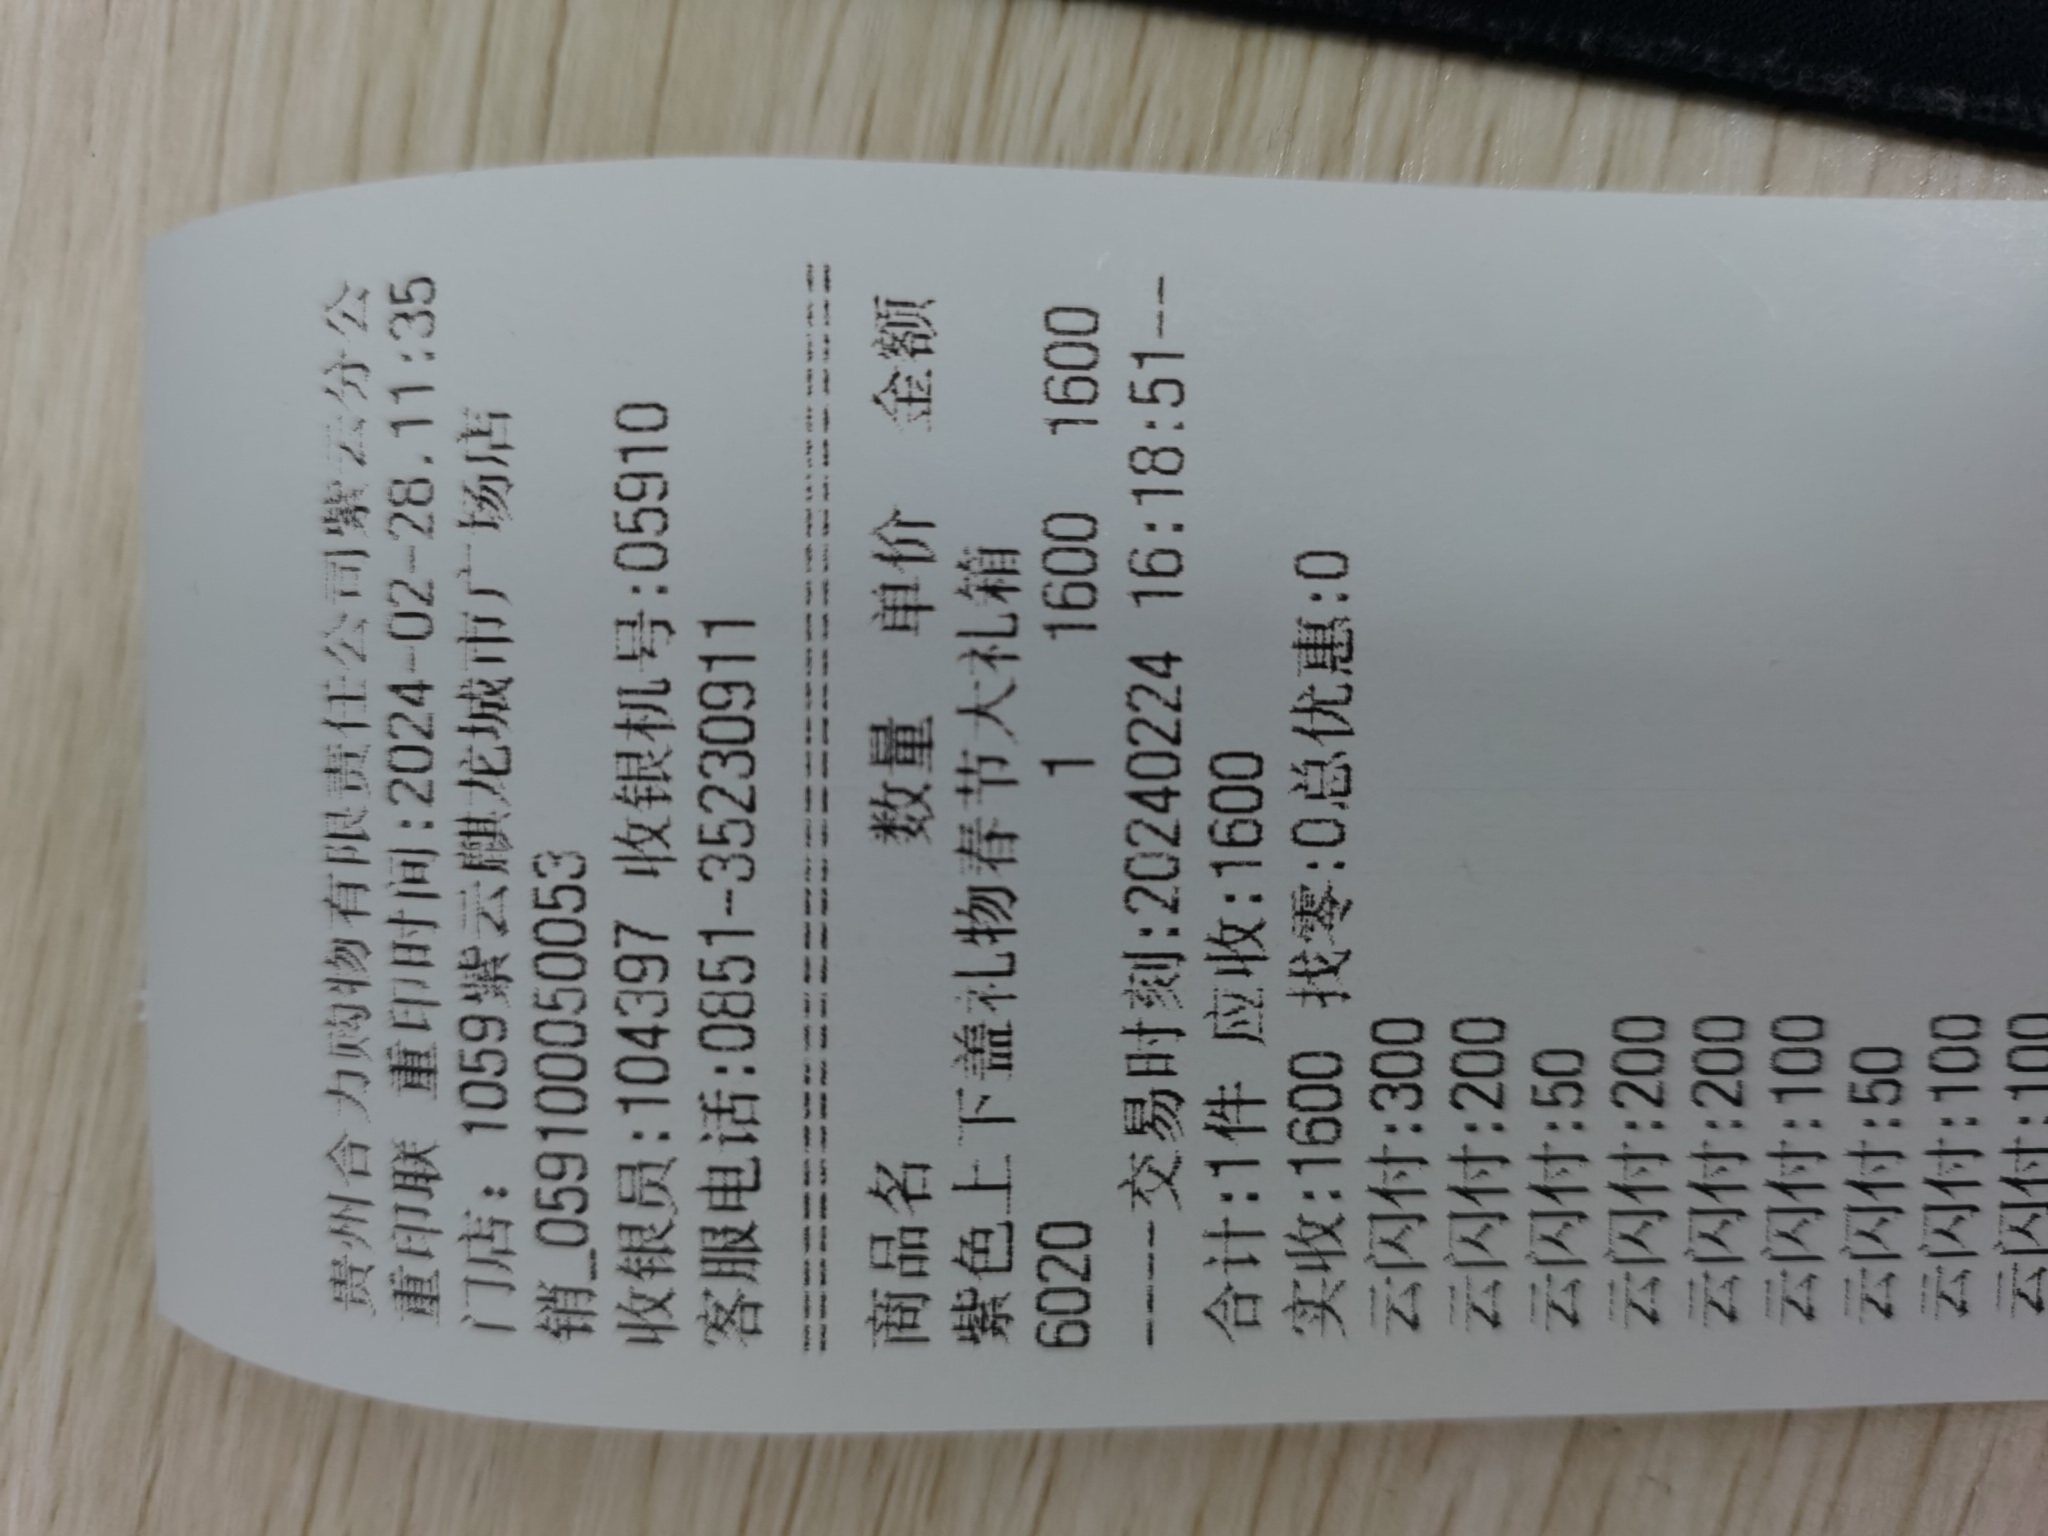 贵州合力购物有限责任公司紫云分公
重印联 重印时间:2024-02-28.11:35
门店: 1059紫云麒龙城市广场店
销_0591000500053
收银员:104397 收银机号:05910
客服电话:0851-35230911
================================
商品名 数量 单价 金额
紫色上下盖礼物春节大礼箱
6020 1 1600 1600
-----交易时刻:20240224 16:18:51---
合计:1件 应收:1600
实收:1600 找零:0总优惠:0
云闪付:300
云闪付:200
云闪付:50
云闪付:200
云闪付:200
云闪付:100
云闪付:50
云闪付:100
云闪付:100